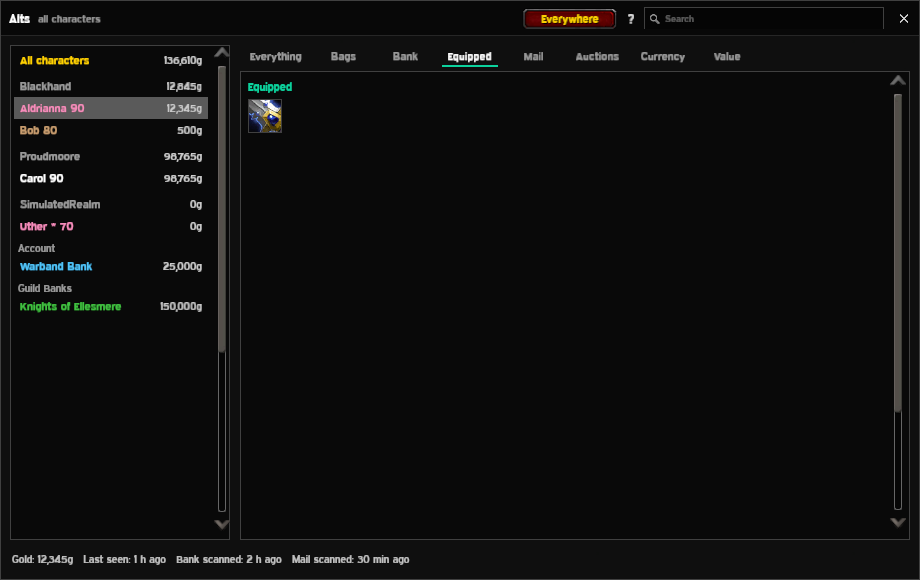 Alts all characters Everywhere ? Search
Everything Bags Bank Equipped Mail Auctions Currency Value
All characters 136,610g
Blackhand 12,845g
Aldrianna 90 12,345g
Bob 80 500g
Proudmoore 98,765g
Carol 90 98,765g
SimulatedRealm 0g
Uther * 70 0g
Account
Warband Bank 25,000g
Guild Banks
Knights of Ellesmere 150,000g
Equipped
Gold: 12,345g Last seen: 1 h ago Bank scanned: 2 h ago Mail scanned: 30 min ago